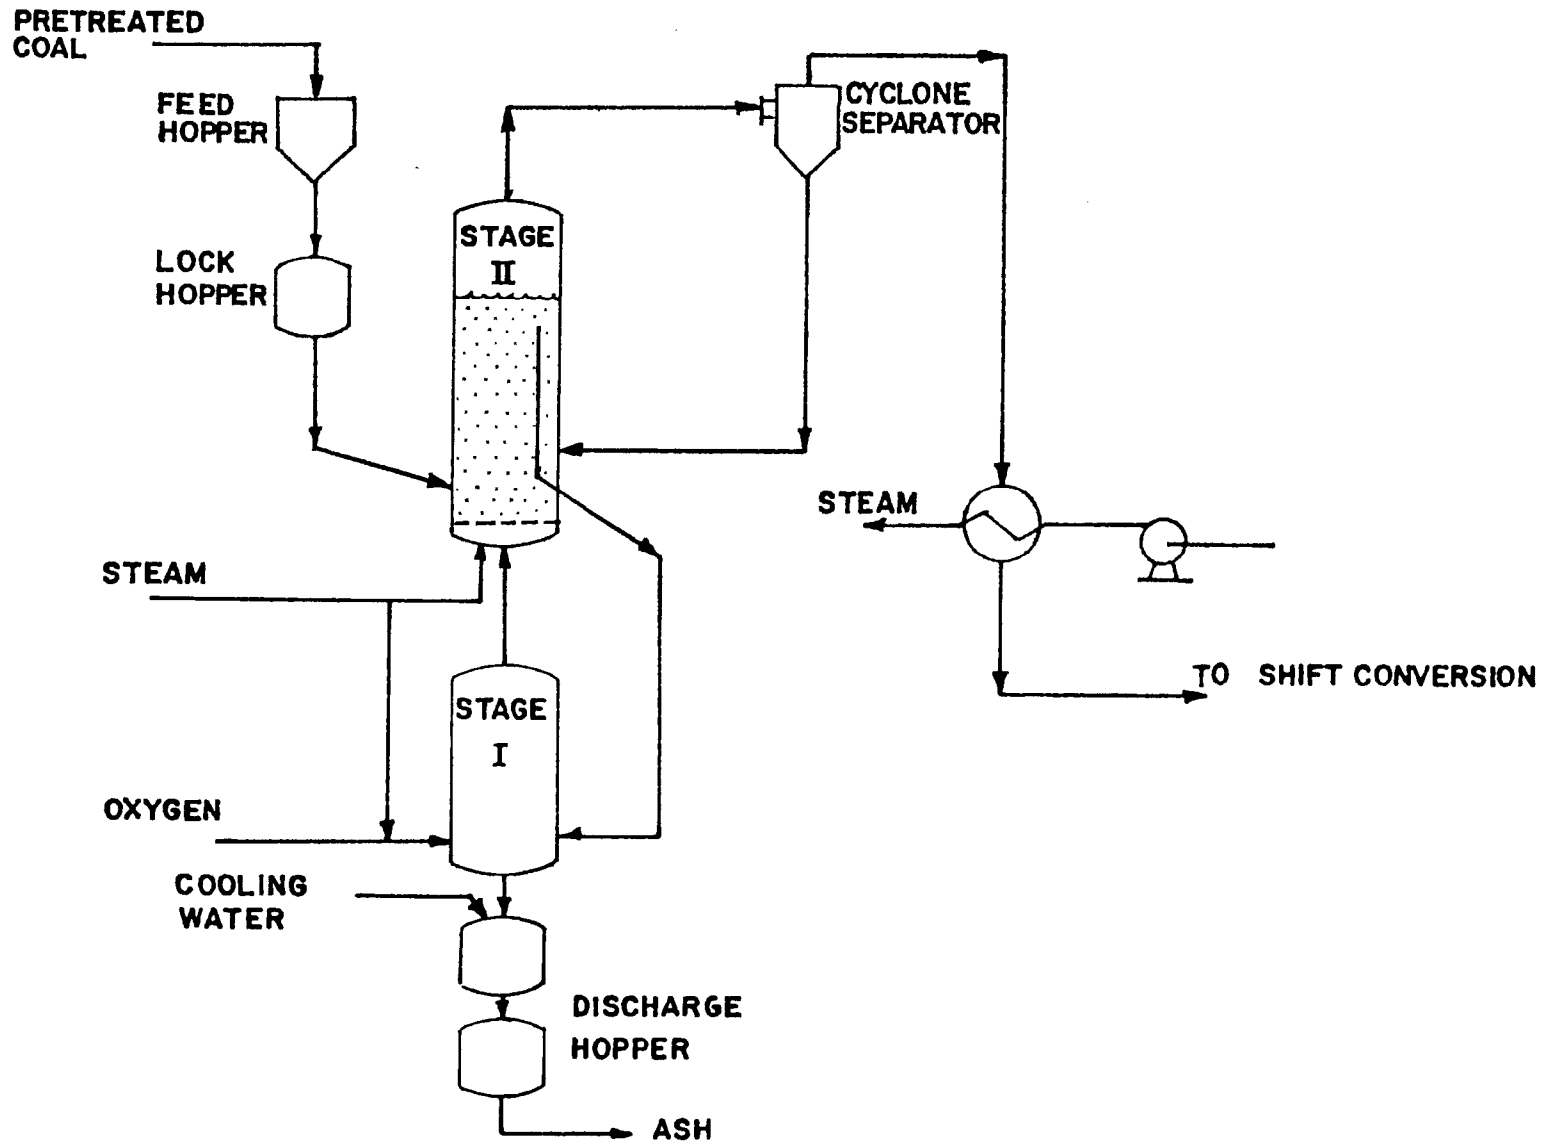 PRETREATED
COAL
FEED
HOPPER
CYCLONE
SEPARATOR
STAGE
II
LOCK
HOPPER
STEAM
STEAM
TO SHIFT CONVERSION
STAGE
I
OXYGEN
COOLING
WATER
DISCHARGE
HOPPER
ASH